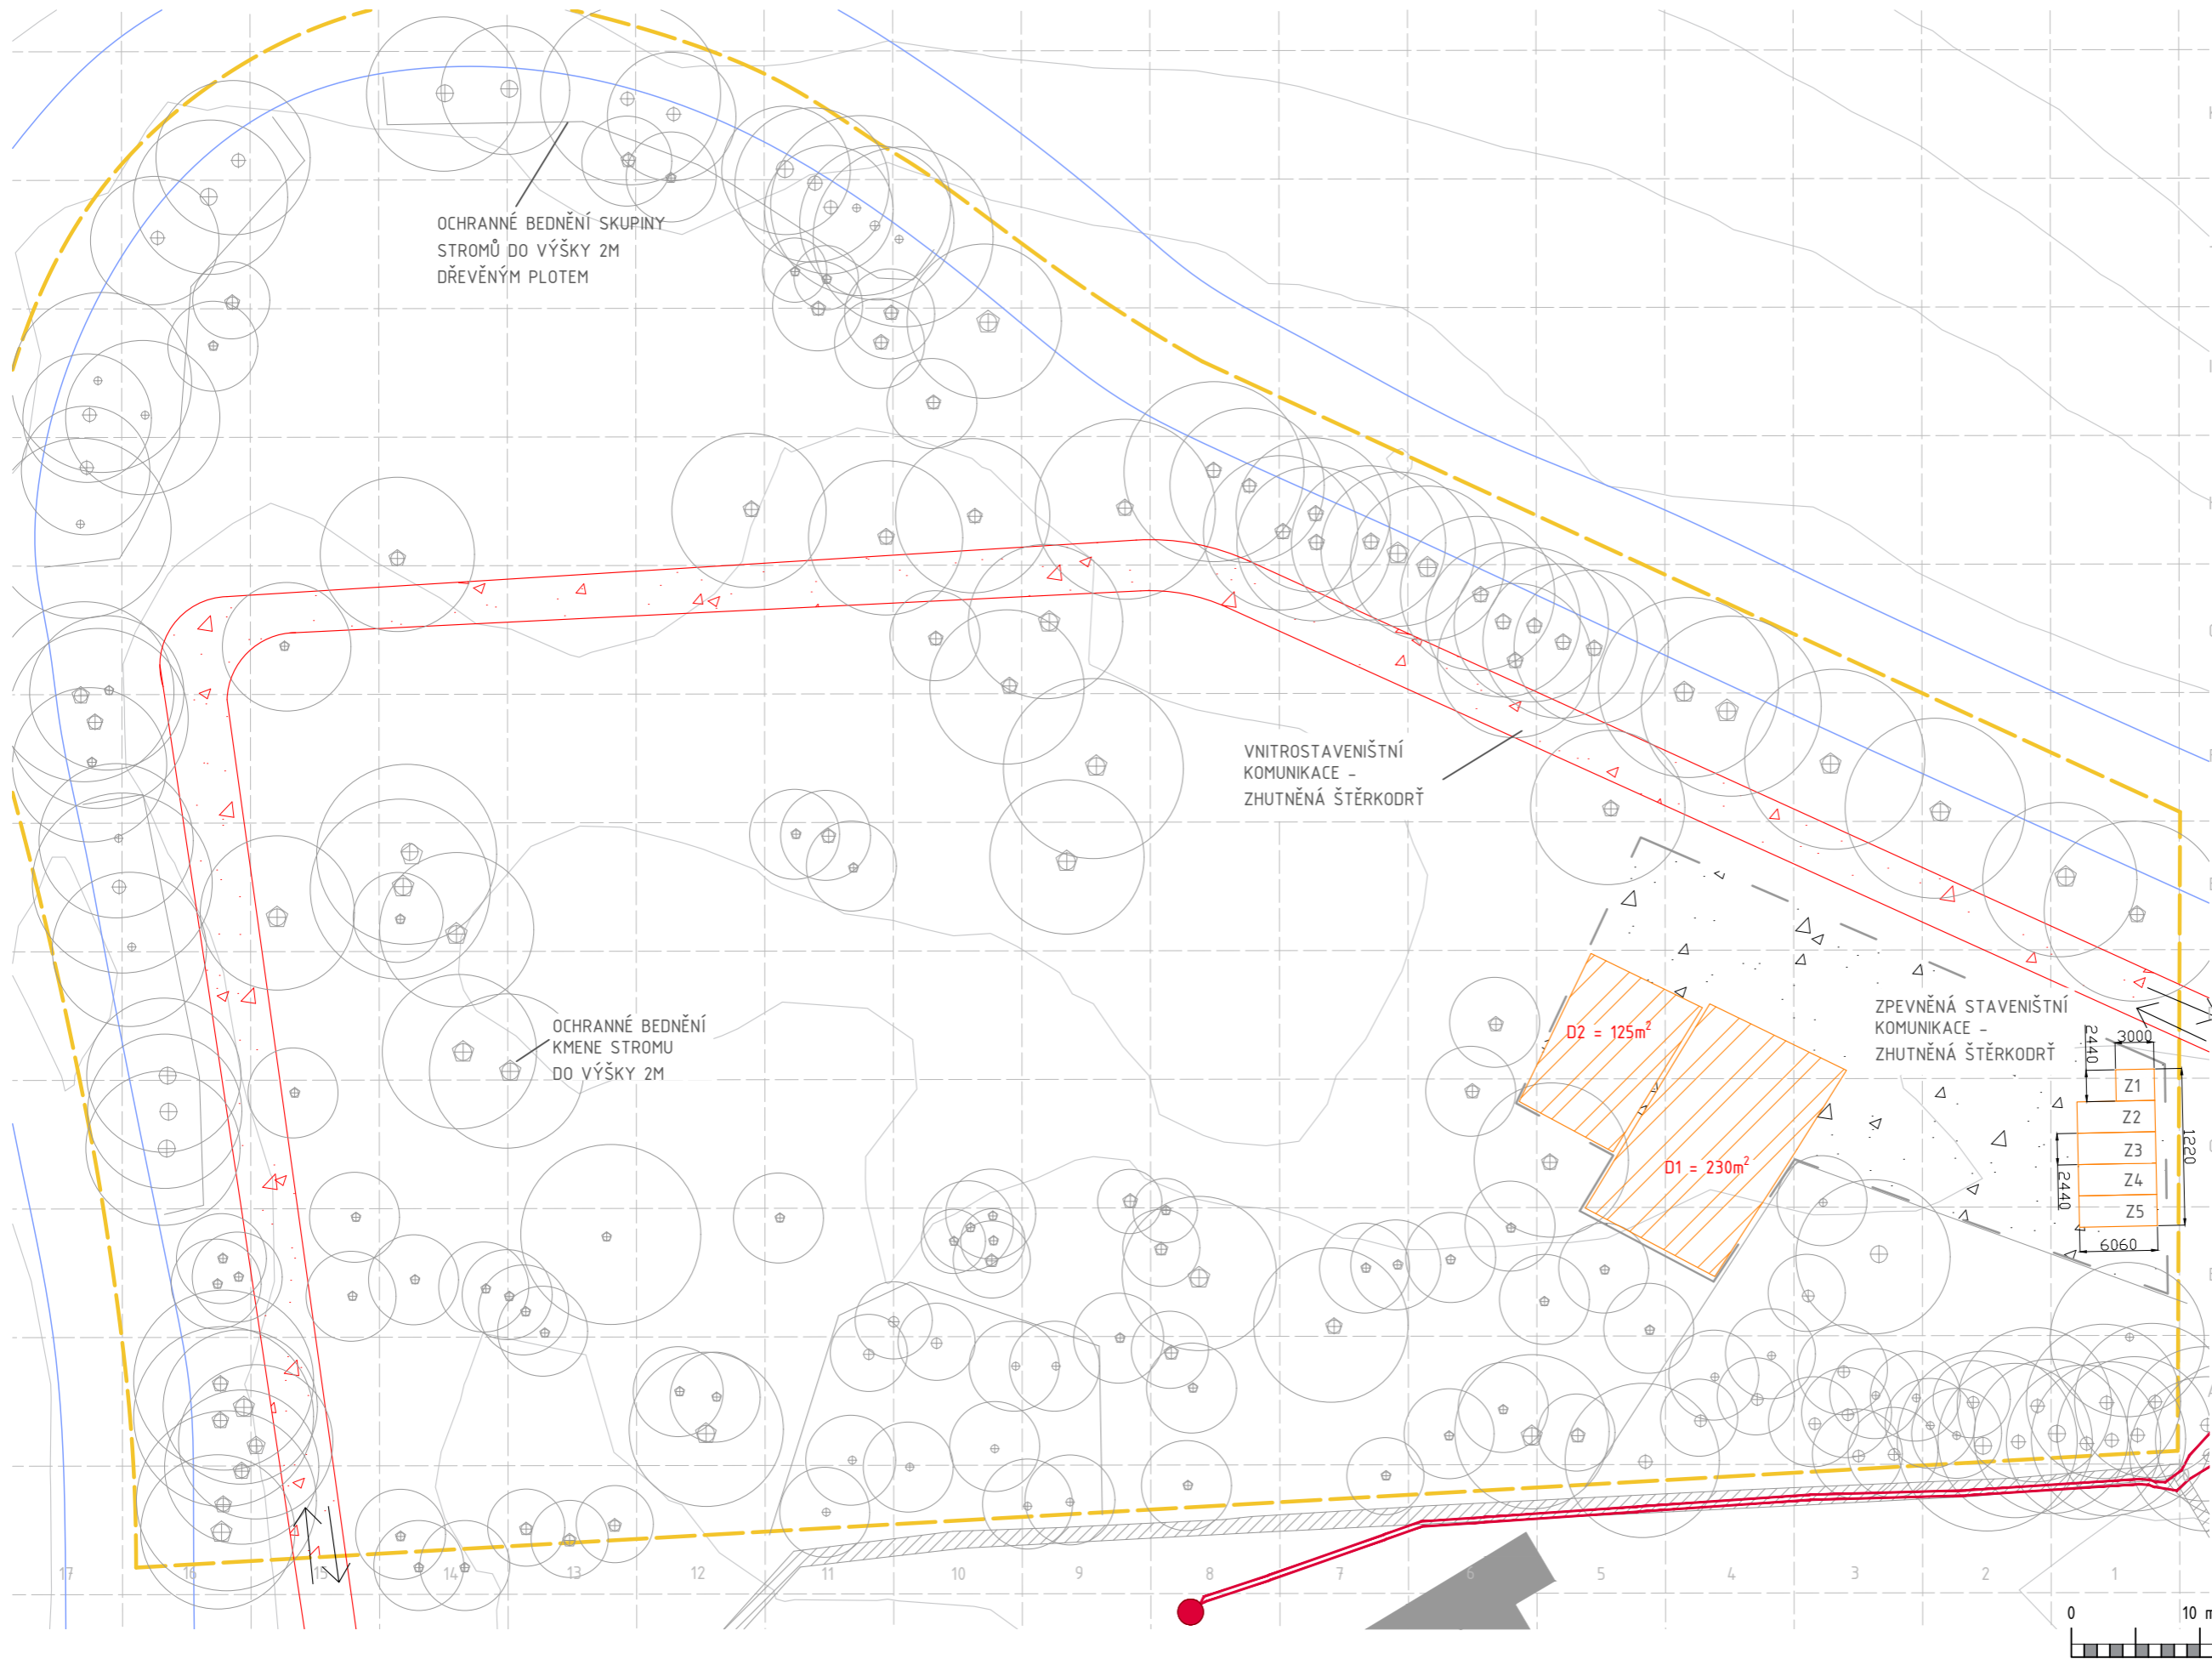 OCHRANNÉ BEDNĚNÍ SKUPINY
STROMŮ DO VÝŠKY 2M
DŘEVĚNÝM PLOTEM
VNITROSTAVENIŠTNÍ
KOMUNIKACE -
ZHUTNĚNÁ ŠTĚRKODRŤ
OCHRANNÉ BEDNĚNÍ
KMENE STROMU
DO VÝŠKY 2M
D2 = 125m²
D1 = 230m²
ZPEVNĚNÁ STAVENIŠTNÍ
KOMUNIKACE -
ZHUTNĚNÁ ŠTĚRKODRŤ
2440
3000
Z1
Z2
Z3
Z4
Z5
1220
2440
6060
17 16 15 14 13 12 11 10 9 8 7 6 5 4 3 2 1
0 10 m